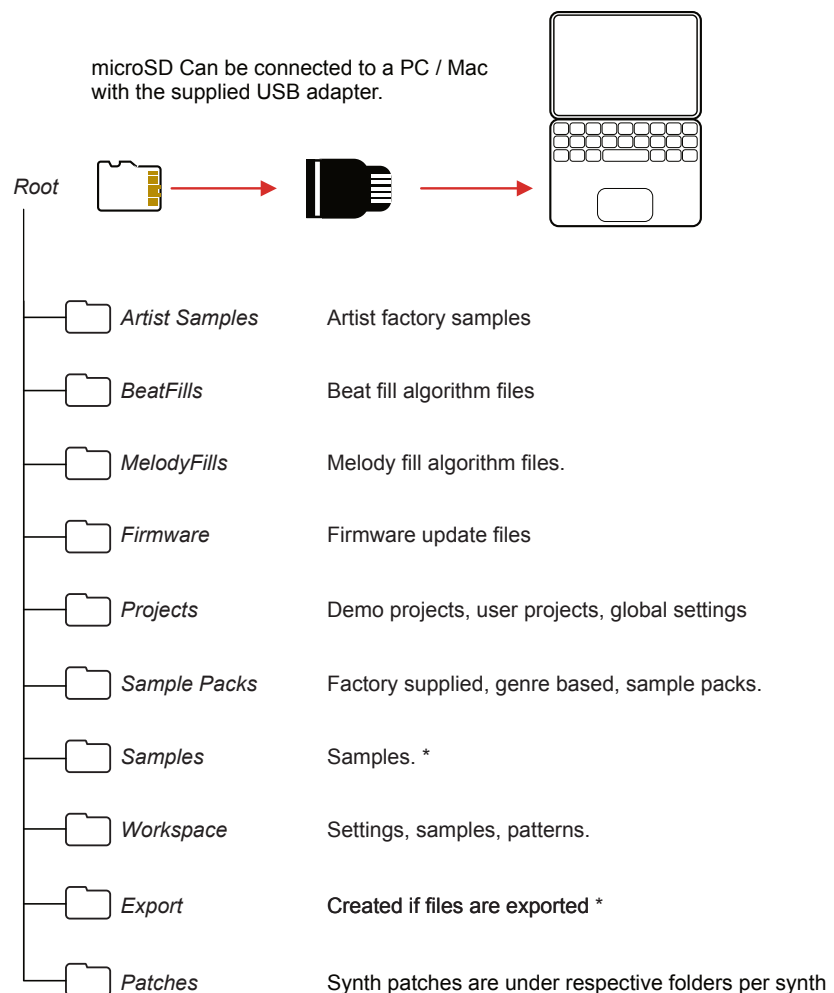 microSD Can be connected to a PC / Mac
with the supplied USB adapter.
Root
Artist Samples Artist factory samples
BeatFills Beat fill algorithm files
MelodyFills Melody fill algorithm files.
Firmware Firmware update files
Projects Demo projects, user projects, global settings
Sample Packs Factory supplied, genre based, sample packs.
Samples Samples. *
Workspace Settings, samples, patterns.
Export Created if files are exported *
Patches Synth patches are under respective folders per synth